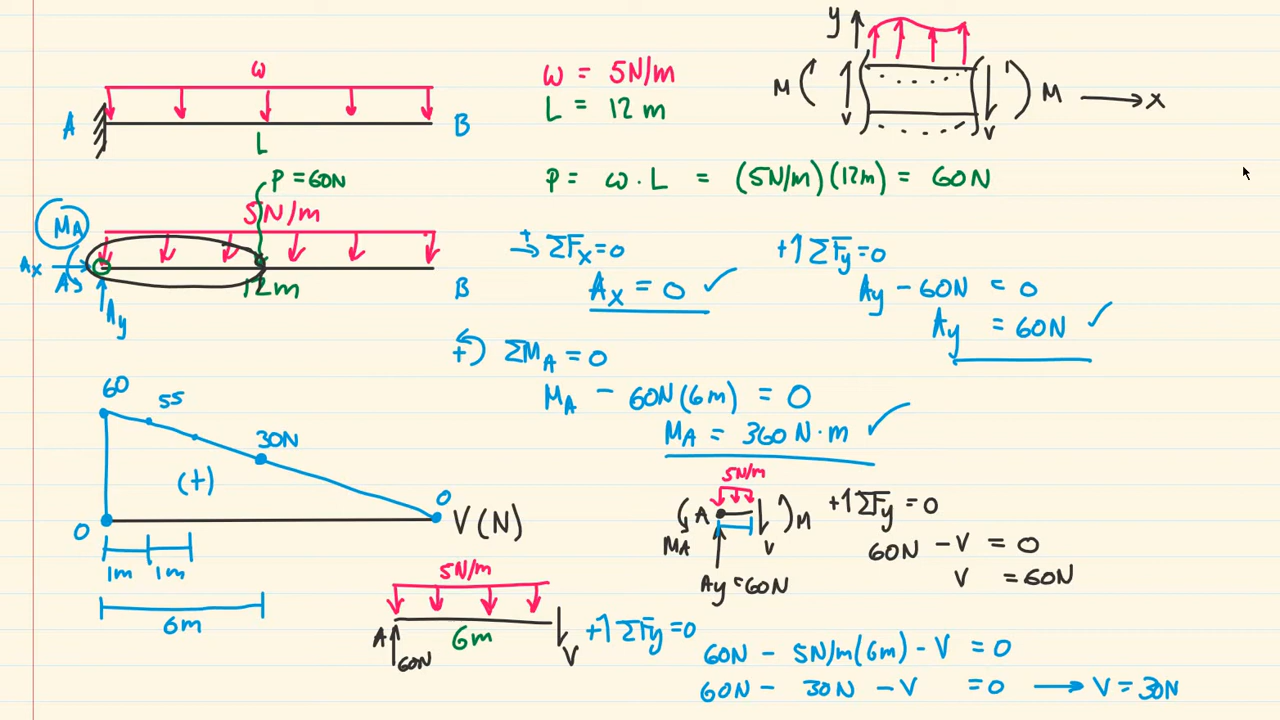 ω
A
B
L
ω = 5N/m
L = 12 m
y
M
M
x
V
V
P = 60N
P = ω · L = (5N/m)(12m) = 60N
MA
5N/m
Ax
Ay
12m
B
+→ ΣFx = 0
Ax = 0 ✓
+↑ ΣFy = 0
Ay - 60N = 0
Ay = 60N ✓
+↺ ΣMA = 0
MA - 60N(6m) = 0
MA = 360 N·m ✓
60
55
30N
(+)
0
0
V(N)
1m
1m
6m
5N/m
A
MA
V
M
Ay = 60N
+↑ ΣFy = 0
60N - V = 0
V = 60N
5N/m
A
60N
6m
V
+↑ ΣFy = 0
60N - 5N/m(6m) - V = 0
60N - 30N - V = 0 → V = 30N